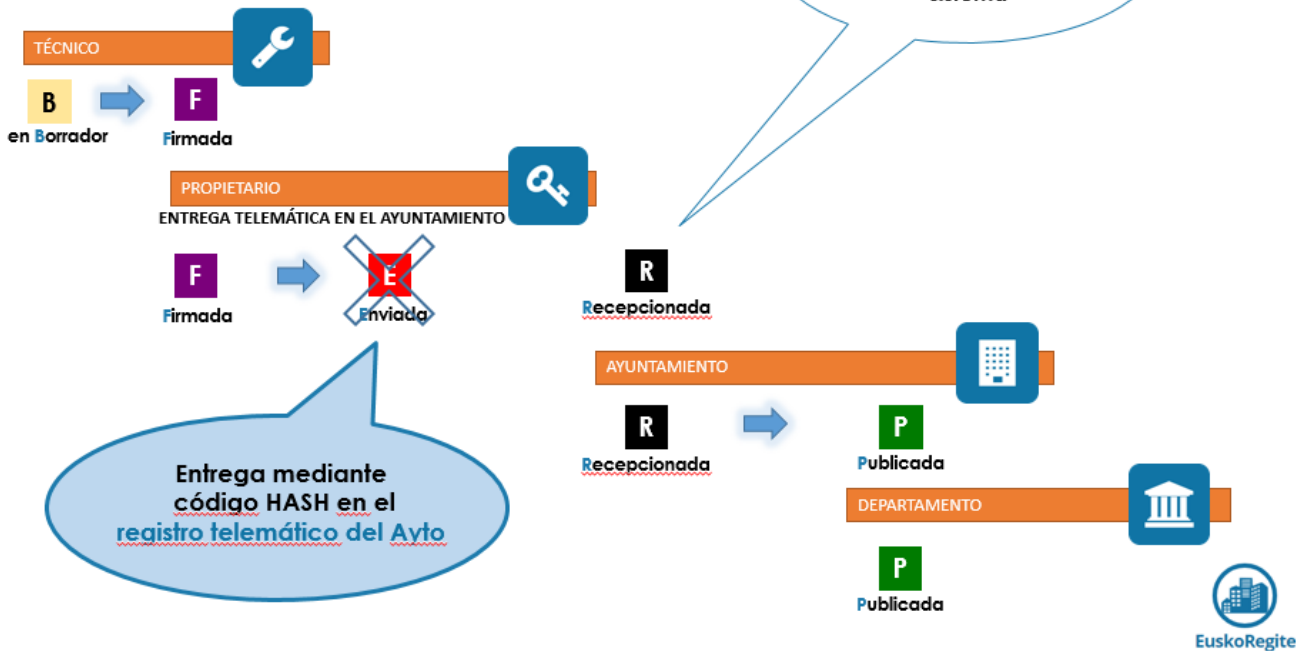 TÉCNICO
B
F
en Borrador
Firmada
PROPIETARIO
ENTREGA TELEMÁTICA EN EL AYUNTAMIENTO
F
E
R
Firmada
Enviada
Recepcionada
AYUNTAMIENTO
R
P
Recepcionada
Publicada
Entrega mediante
código HASH en el
registro telemático del Ayto
DEPARTAMENTO
P
Publicada
EuskoRegite